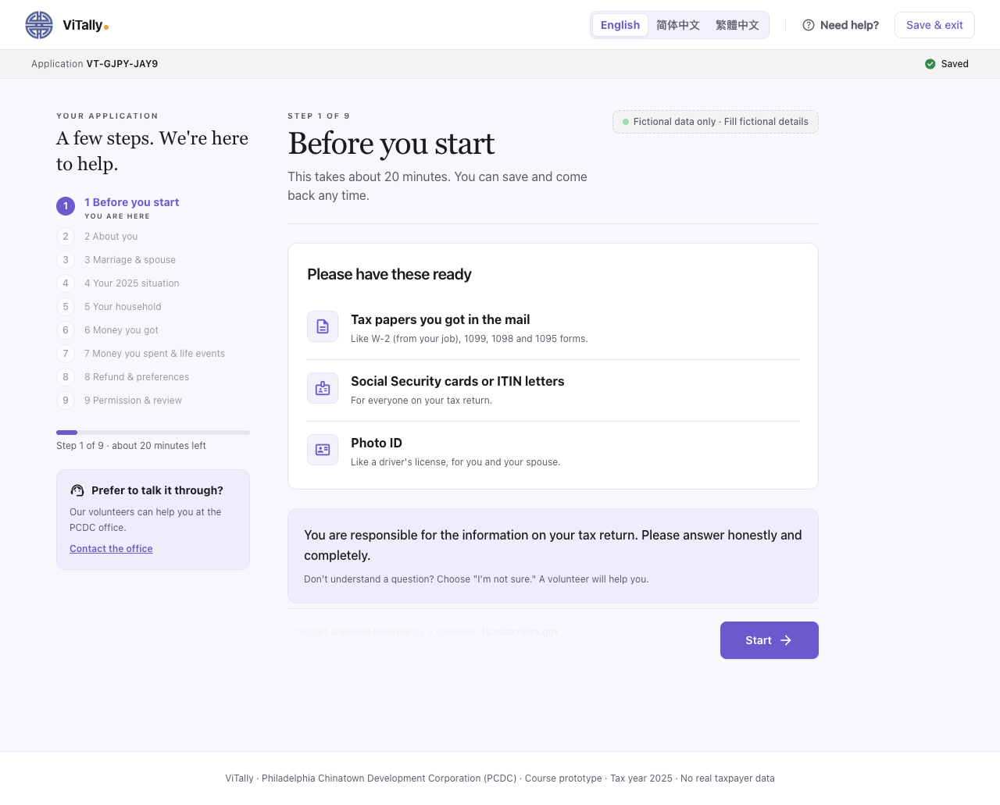 ViTally
English
简体中文
繁體中文
Need help?
Save & exit
Application VT-GJPY-JAY9
Saved
YOUR APPLICATION
A few steps. We're here
to help.
1
1 Before you start
YOU ARE HERE
2
2 About you
3
3 Marriage & spouse
4
4 Your 2025 situation
5
5 Your household
6
6 Money you got
7
7 Money you spent & life events
8
8 Refund & preferences
9
9 Permission & review
Step 1 of 9 · about 20 minutes left
Prefer to talk it through?
Our volunteers can help you at the
PCDC office.
Contact the office
STEP 1 OF 9
Before you start
Fictional data only · Fill fictional details
This takes about 20 minutes. You can save and come
back any time.
Please have these ready
Tax papers you got in the mail
Like W-2 (from your job), 1099, 1098 and 1095 forms.
Social Security cards or ITIN letters
For everyone on your tax return.
Photo ID
Like a driver's license, for you and your spouse.
You are responsible for the information on your tax return. Please answer honestly and
completely.
Don't understand a question? Choose "I'm not sure." A volunteer will help you.
To report unethical behavior by a volunteer: ts.voltax@irs.gov
Start
ViTally · Philadelphia Chinatown Development Corporation (PCDC) · Course prototype · Tax year 2025 · No real taxpayer data